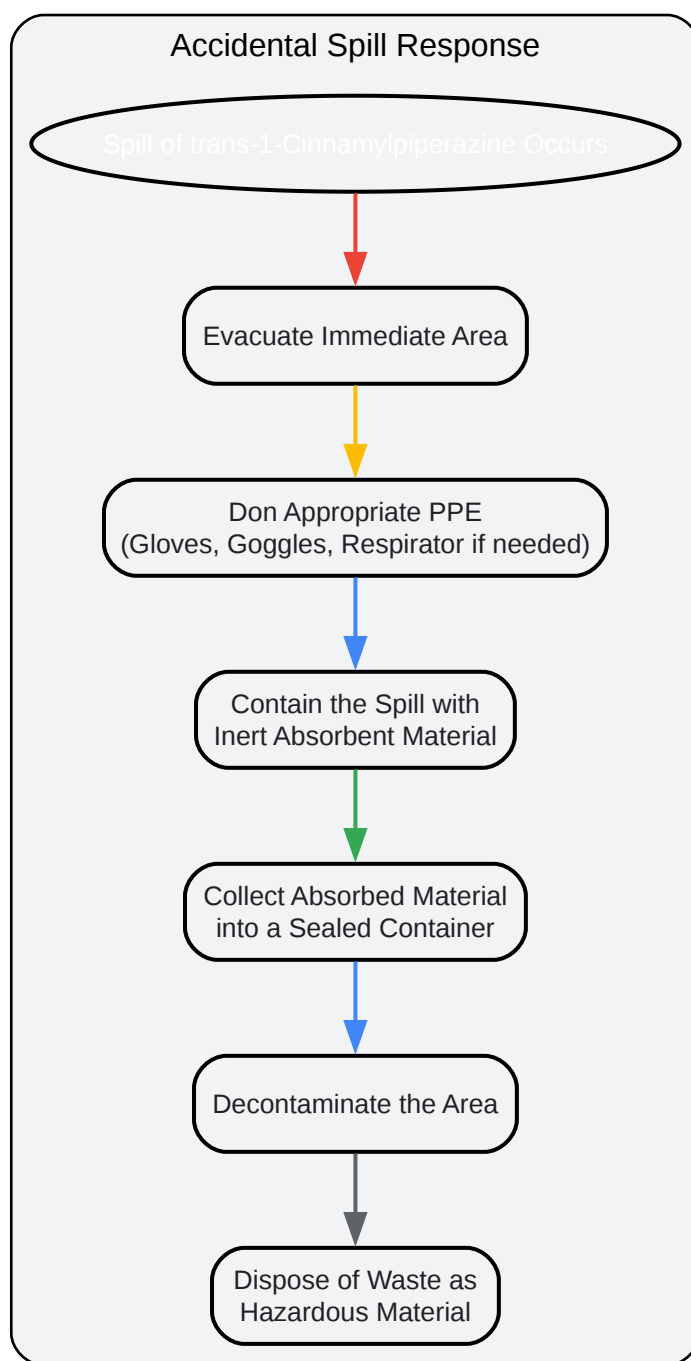 Accidental Spill Response
Spill of trans-1-Cinnamylpiperazine Occurs
Evacuate Immediate Area
Don Appropriate PPE
(Gloves, Goggles, Respirator if needed)
Contain the Spill with
Inert Absorbent Material
Collect Absorbed Material
into a Sealed Container
Decontaminate the Area
Dispose of Waste as
Hazardous Material